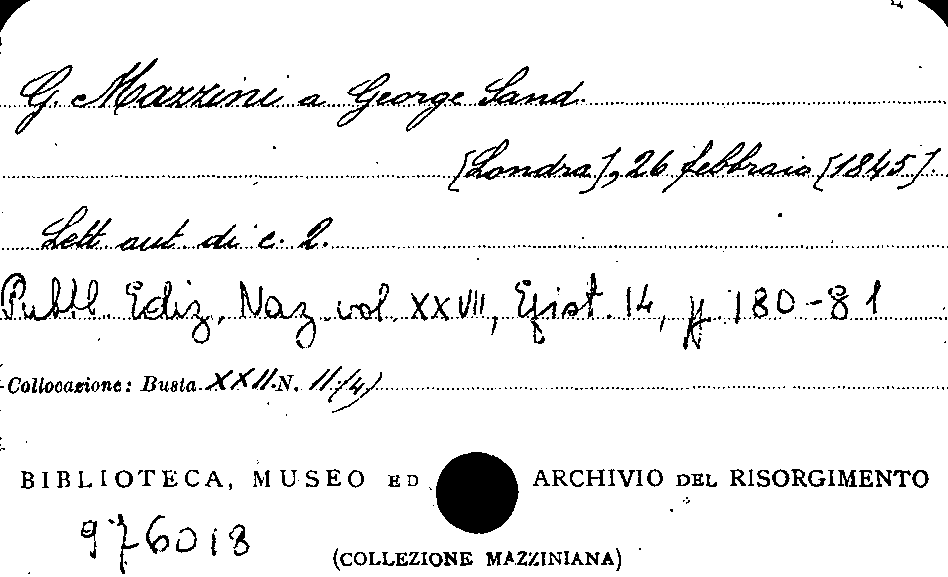 G. Mazzini a George Sand.
[Londra], 26 febbraio [1845].
Lett. aut. di c. 2.
Pubbl. Ediz. Naz. vol. XXVII, Epist. 14, pp. 180-81
Collocazione: Busta XXII N. 11/4)
BIBLIOTECA, MUSEO ED ARCHIVIO DEL RISORGIMENTO
976018
(COLLEZIONE MAZZINIANA)